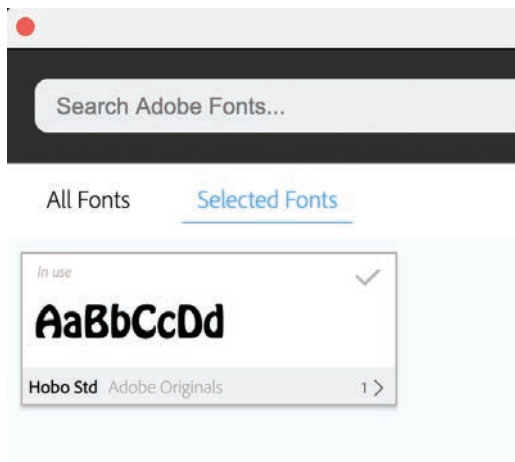 Search Adobe Fonts...
All Fonts Selected Fonts
In use
AaBbCcDd
Hobo Std Adobe Originals 1